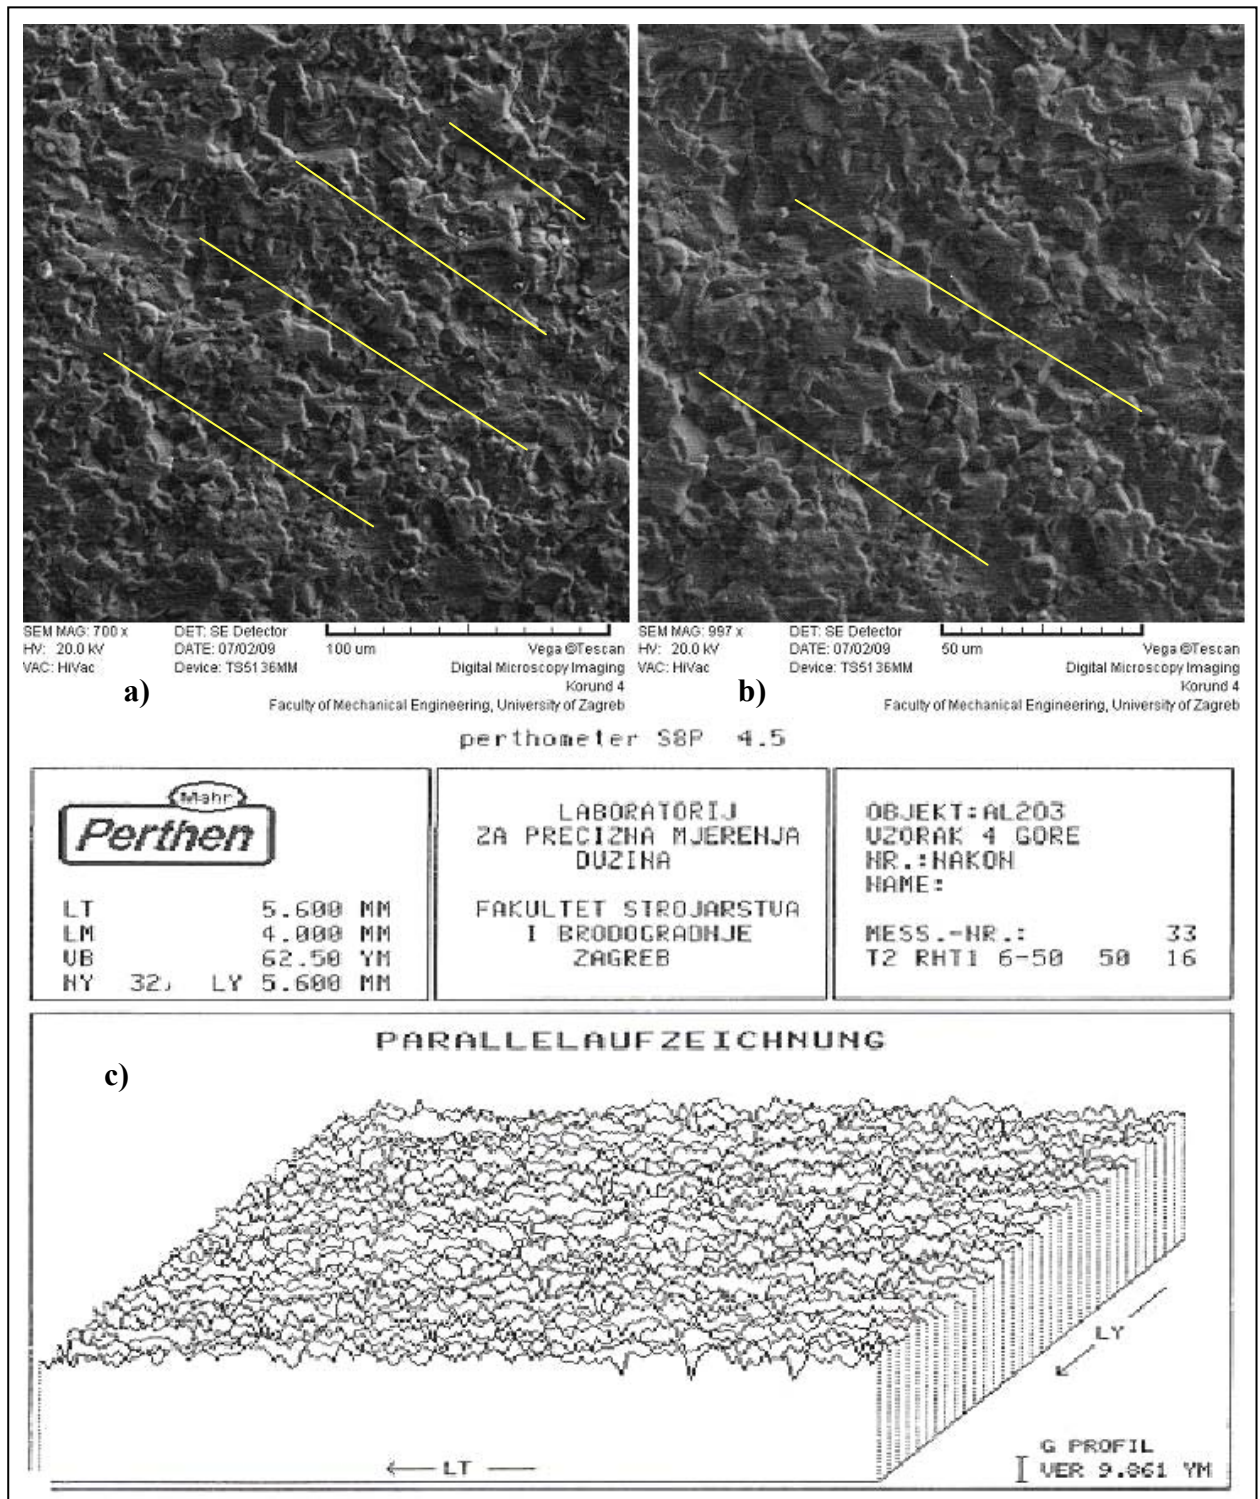 SEM MAG: 700 x
DET: SE Detector
HV: 20.0 kV
DATE: 07/02/09
100 um
Vega ©Tescan
VAC: HiVac
Device: TS5136MM
Digital Microscopy Imaging
Korund 4
a)
Faculty of Mechanical Engineering, University of Zagreb
SEM MAG: 997 x
DET: SE Detector
HV: 20.0 kV
DATE: 07/02/09
50 um
Vega ©Tescan
VAC: HiVac
Device: TS5136MM
Digital Microscopy Imaging
Korund 4
b)
Faculty of Mechanical Engineering, University of Zagreb
perthometer S8P 4.5
Mahr
Perthen
LT 5.600 MM
LM 4.000 MM
VB 62.50 YM
NY 32, LY 5.600 MM
LABORATORIJ
ZA PRECIZNA MJERENJA
DUZINA
FAKULTET STROJARSTVA
I BRODOGRADNJE
ZAGREB
OBJEKT:AL2O3
UZORAK 4 GORE
NR.:NAKON
NAME:
MESS.-NR.: 33
T2 RHT1 6-50 50 16
PARALLELAUFZEICHNUNG
c)
LY
LT
G PROFIL
VER 9.861 YM